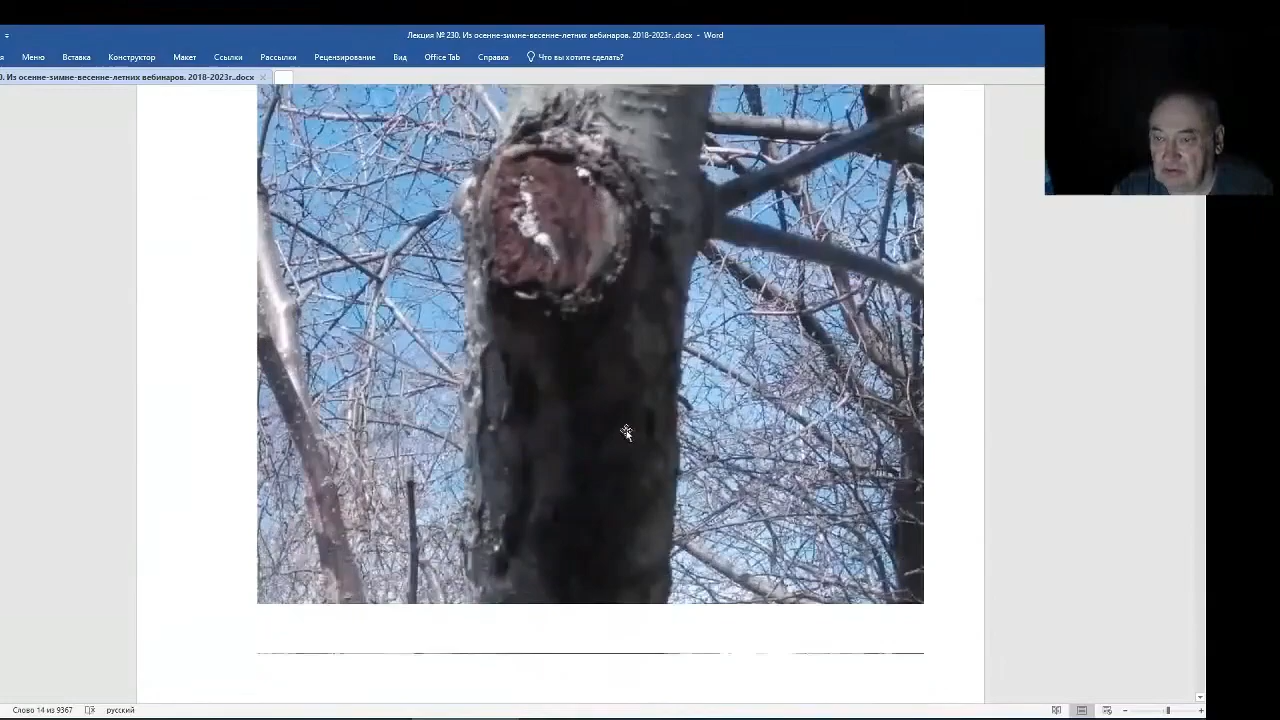 Лекция № 230. Из осенне-зимне-весенне-летних вебинаров. 2018-2023г..docx - Word
Меню Вставка Конструктор Макет Ссылки Рассылки Рецензирование Вид Office Tab Справка Что вы хотите сделать?
0. Из осенне-зимне-весенне-летних вебинаров. 2018-2023г..docx
Слово 14 из 9367 русский